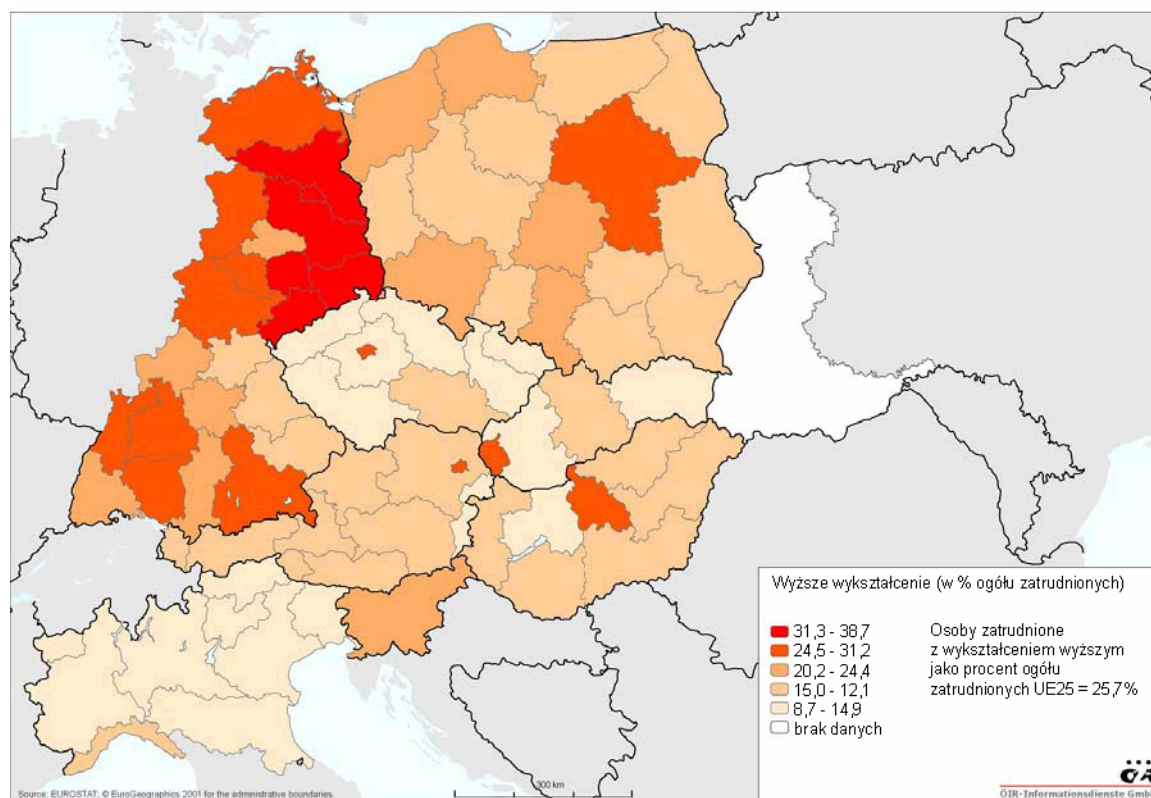 Wyższe wykształcenie (w % ogółu zatrudnionych)
31,3 - 38,7
24,5 - 31,2
20,2 - 24,4
15,0 - 12,1
8,7 - 14,9
brak danych
Osoby zatrudnione
z wykształceniem wyższym
jako procent ogółu
zatrudnionych UE25 = 25,7%
300 km
Source: EUROSTAT; © EuroGeographics 2001 for the administrative boundaries.
ÖIR-Informationsdienste GmbH